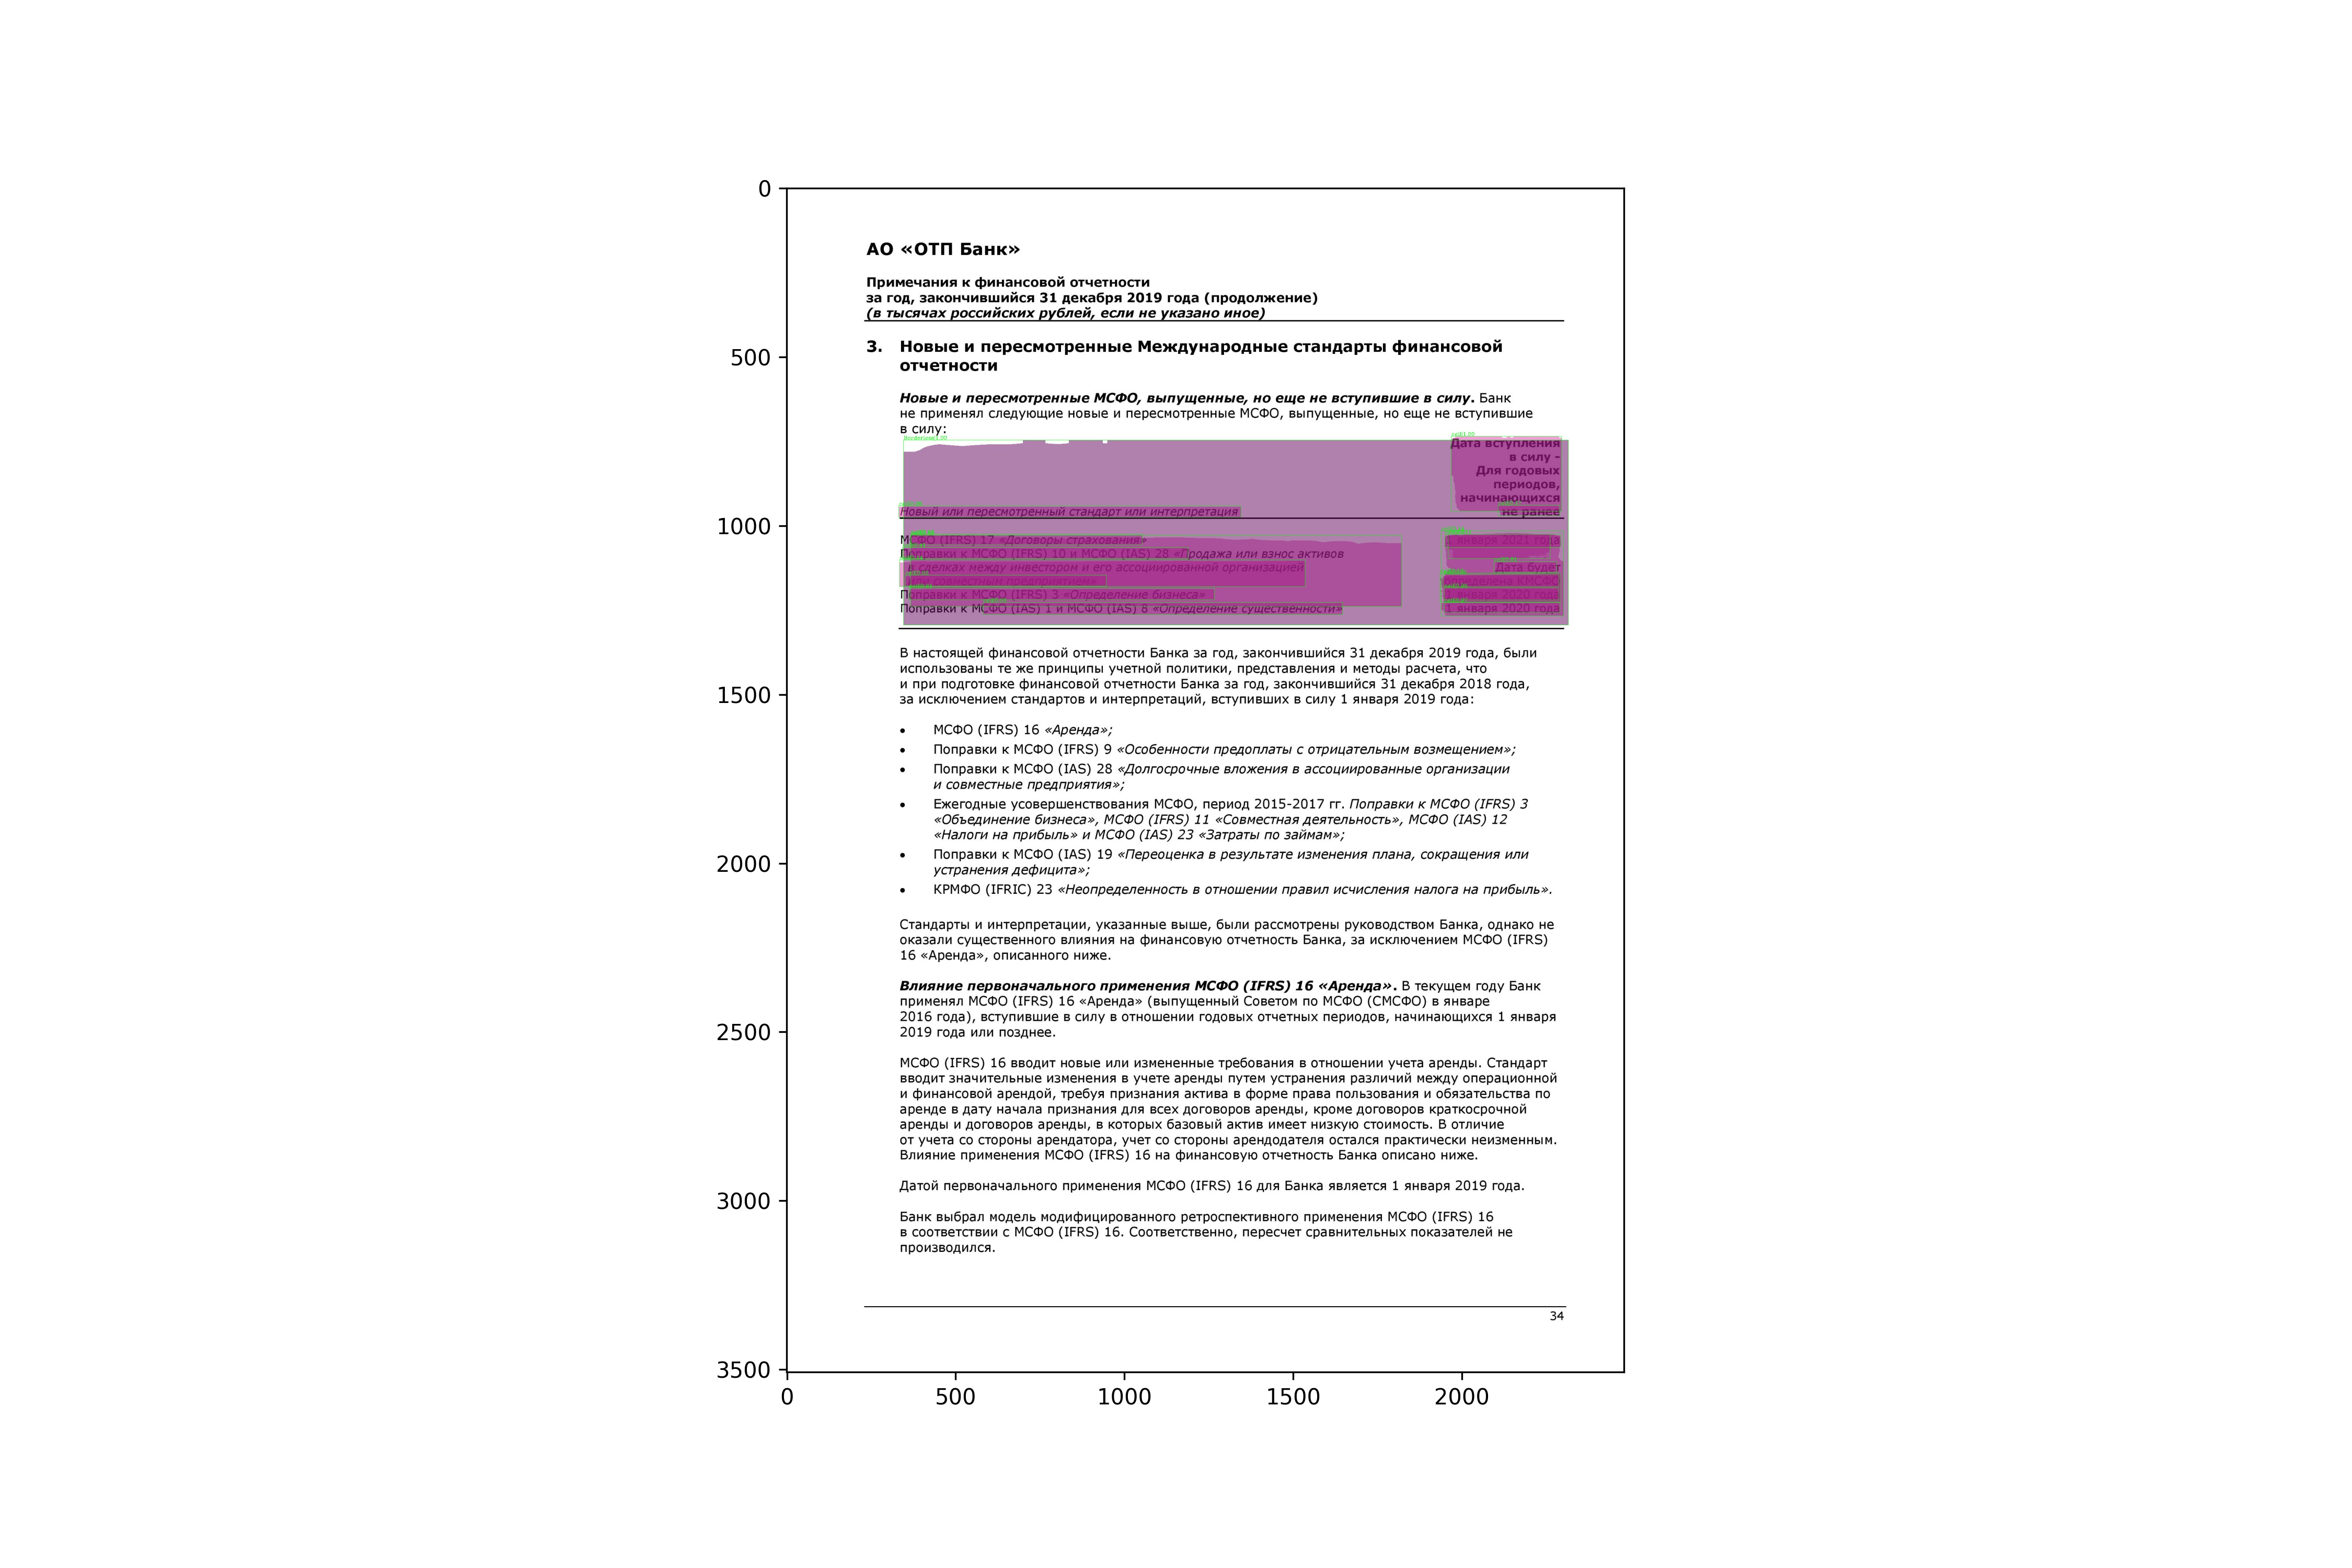 0
500
1000
1500
2000
2500
3000
3500
0
500
1000
1500
2000
АО «ОТП Банк»
Примечания к финансовой отчетности
за год, закончившийся 31 декабря 2019 года (продолжение)
(в тысячах российских рублей, если не указано иное)
3. Новые и пересмотренные Международные стандарты финансовой
отчетности
Новые и пересмотренные МСФО, выпущенные, но еще не вступившие в силу. Банк
не применял следующие новые и пересмотренные МСФО, выпущенные, но еще не вступившие
в силу:
Дата вступления
в силу –
Для годовых
периодов,
начинающихся
Новый или пересмотренный стандарт или интерпретация не ранее
МСФО (IFRS) 17 «Договоры страхования» 1 января 2021 года
Поправки к МСФО (IFRS) 10 и МСФО (IAS) 28 «Продажа или взнос активов
в сделках между инвестором и его ассоциированной организацией Дата будет
или совместным предприятием» определена КМСФО
Поправки к МСФО (IFRS) 3 «Определение бизнеса» 1 января 2020 года
Поправки к МСФО (IAS) 1 и МСФО (IAS) 8 «Определение существенности» 1 января 2020 года
В настоящей финансовой отчетности Банка за год, закончившийся 31 декабря 2019 года, были
использованы те же принципы учетной политики, представления и методы расчета, что
и при подготовке финансовой отчетности Банка за год, закончившийся 31 декабря 2018 года,
за исключением стандартов и интерпретаций, вступивших в силу 1 января 2019 года:
• МСФО (IFRS) 16 «Аренда»;
• Поправки к МСФО (IFRS) 9 «Особенности предоплаты с отрицательным возмещением»;
• Поправки к МСФО (IAS) 28 «Долгосрочные вложения в ассоциированные организации
и совместные предприятия»;
• Ежегодные усовершенствования МСФО, период 2015-2017 гг. Поправки к МСФО (IFRS) 3
«Объединение бизнеса», МСФО (IFRS) 11 «Совместная деятельность», МСФО (IAS) 12
«Налоги на прибыль» и МСФО (IAS) 23 «Затраты по займам»;
• Поправки к МСФО (IAS) 19 «Переоценка в результате изменения плана, сокращения или
устранения дефицита»;
• КРМФО (IFRIC) 23 «Неопределенность в отношении правил исчисления налога на прибыль».
Стандарты и интерпретации, указанные выше, были рассмотрены руководством Банка, однако не
оказали существенного влияния на финансовую отчетность Банка, за исключением МСФО (IFRS)
16 «Аренда», описанного ниже.
Влияние первоначального применения МСФО (IFRS) 16 «Аренда». В текущем году Банк
применял МСФО (IFRS) 16 «Аренда» (выпущенный Советом по МСФО (СМСФО) в январе
2016 года), вступившие в силу в отношении годовых отчетных периодов, начинающихся 1 января
2019 года или позднее.
МСФО (IFRS) 16 вводит новые или измененные требования в отношении учета аренды. Стандарт
вводит значительные изменения в учете аренды путем устранения различий между операционной
и финансовой арендой, требуя признания актива в форме права пользования и обязательства по
аренде в дату начала признания для всех договоров аренды, кроме договоров краткосрочной
аренды и договоров аренды, в которых базовый актив имеет низкую стоимость. В отличие
от учета со стороны арендатора, учет со стороны арендодателя остался практически неизменным.
Влияние применения МСФО (IFRS) 16 на финансовую отчетность Банка описано ниже.
Датой первоначального применения МСФО (IFRS) 16 для Банка является 1 января 2019 года.
Банк выбрал модель модифицированного ретроспективного применения МСФО (IFRS) 16
в соответствии с МСФО (IFRS) 16. Соответственно, пересчет сравнительных показателей не
производился.
34